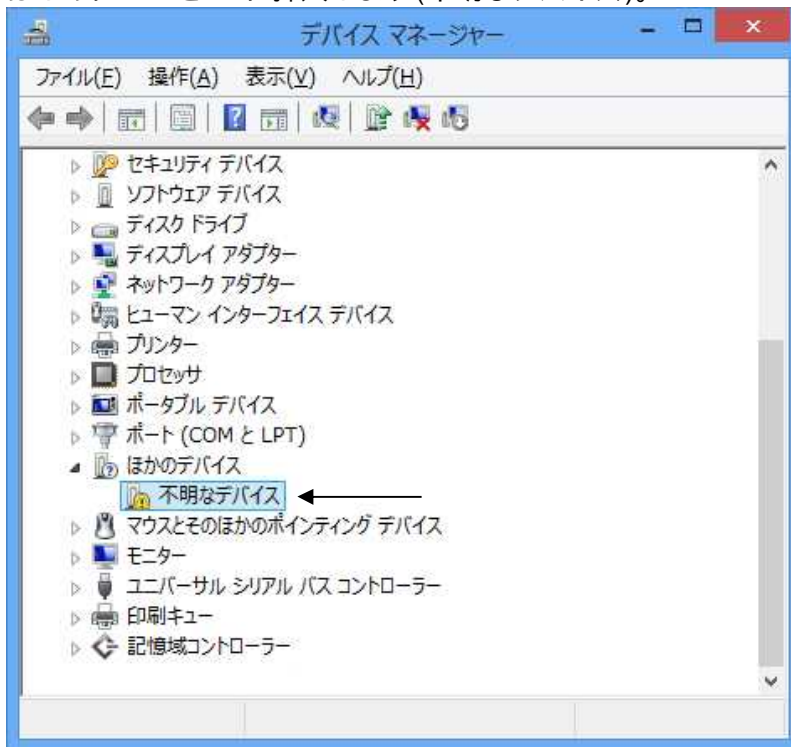 デバイス マネージャー
ファイル(F) 操作(A) 表示(V) ヘルプ(H)
セキュリティ デバイス
ソフトウェア デバイス
ディスク ドライブ
ディスプレイ アダプター
ネットワーク アダプター
ヒューマン インターフェイス デバイス
プリンター
プロセッサ
ポータブル デバイス
ポート (COM と LPT)
ほかのデバイス
不明なデバイス
マウスとそのほかのポインティング デバイス
モニター
ユニバーサル シリアル バス コントローラー
印刷キュー
記憶域コントローラー